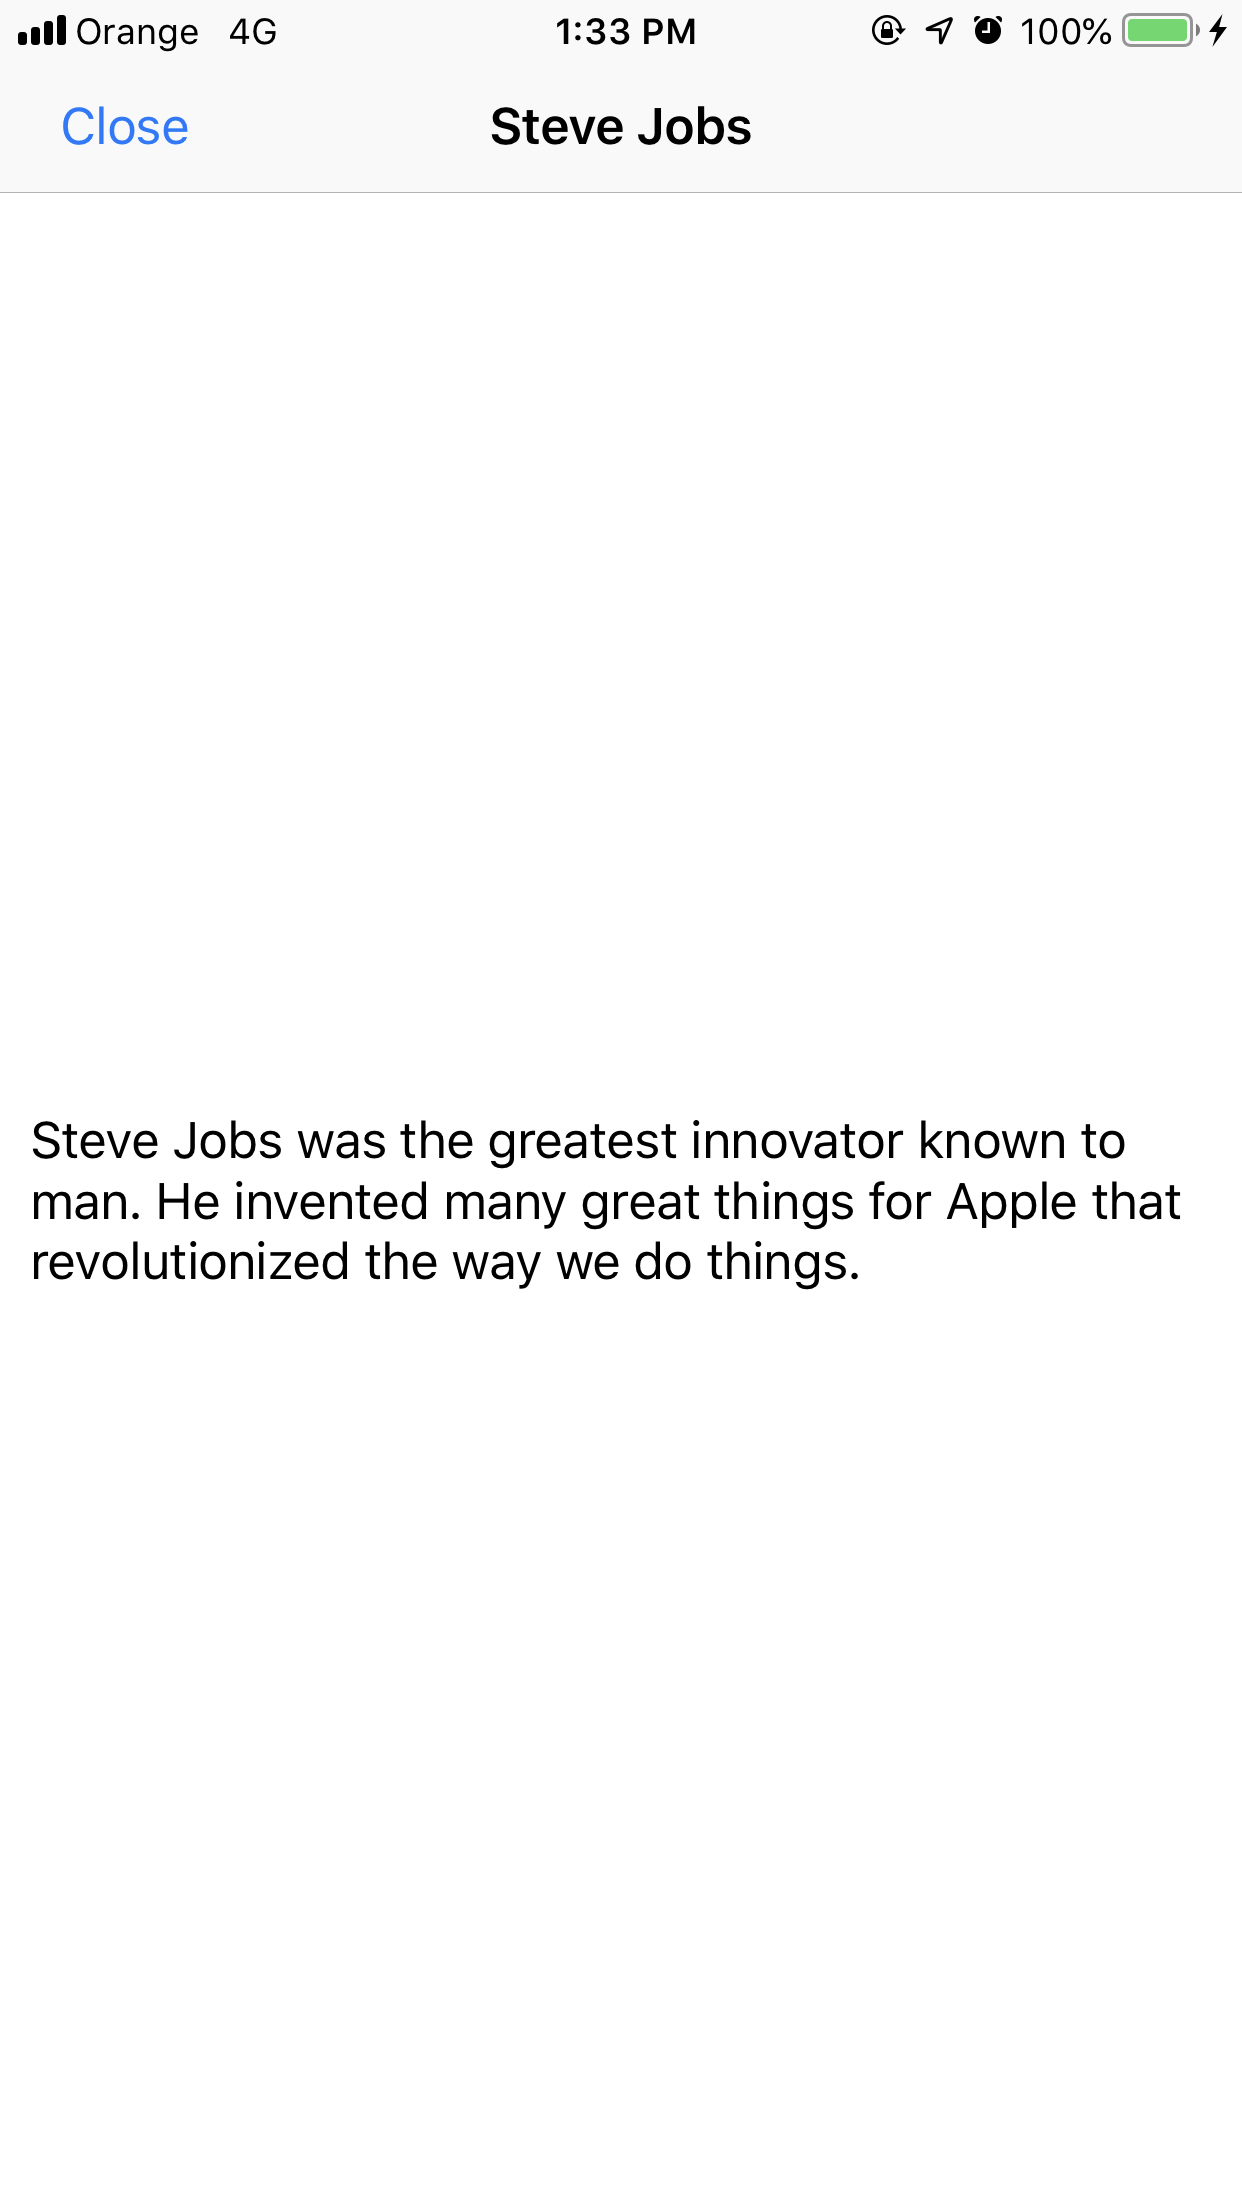 Orange 4G 1:33 PM 100%
Close Steve Jobs
Steve Jobs was the greatest innovator known to
man. He invented many great things for Apple that
revolutionized the way we do things.